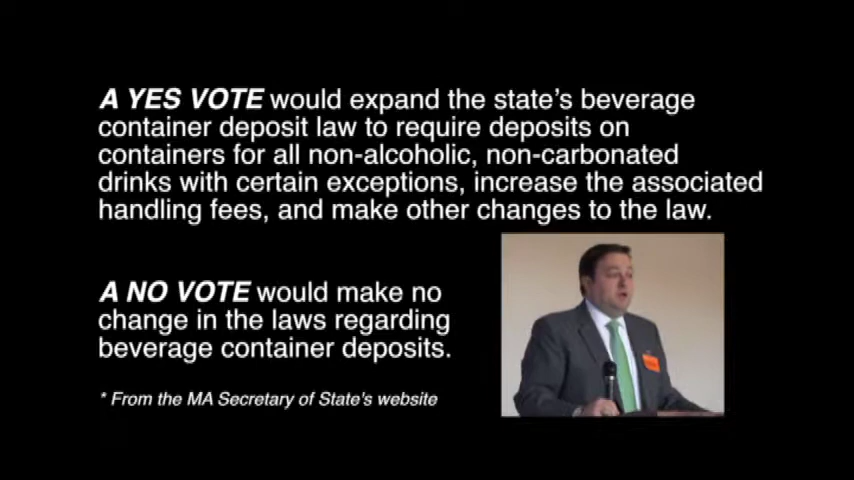 A YES VOTE would expand the state's beverage
container deposit law to require deposits on
containers for all non-alcoholic, non-carbonated
drinks with certain exceptions, increase the associated
handling fees, and make other changes to the law.
A NO VOTE would make no
change in the laws regarding
beverage container deposits.
* From the MA Secretary of State's website